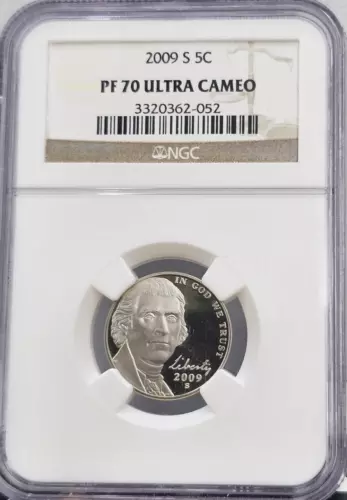 2009 S 5C
PF 70 ULTRA CAMEO
3320362-052
NGC
IN GOD WE TRUST
Liberty
2009
S